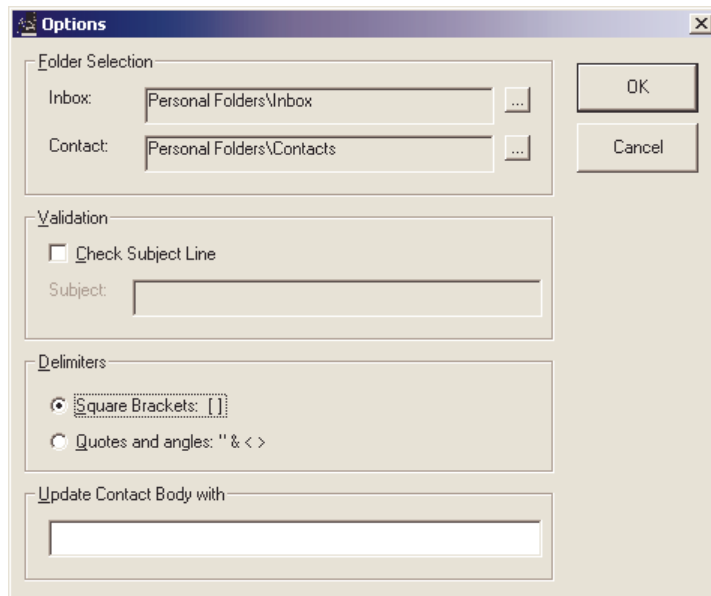 Options
Folder Selection
Inbox: Personal Folders\Inbox ...
OK
Contact: Personal Folders\Contacts ...
Cancel
Validation
Check Subject Line
Subject:
Delimiters
Square Brackets: [ ]
Quotes and angles: " & < >
Update Contact Body with